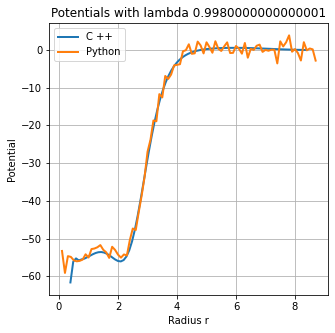 Potentials with lambda 0.9980000000000001
C ++
Python
Potential
0
−10
−20
−30
−40
−50
−60
0 2 4 6 8
Radius r